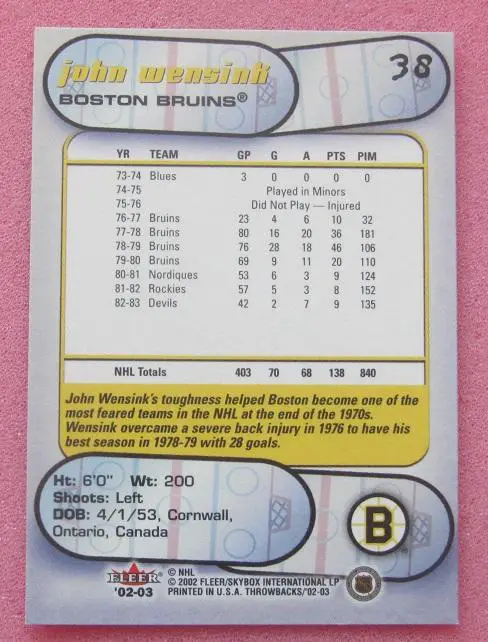 john wensink
38
BOSTON BRUINS®
YR TEAM GP G A PTS PIM
73-74 Blues 3 0 0 0 0
74-75 Played in Minors
75-76 Did Not Play — Injured
76-77 Bruins 23 4 6 10 32
77-78 Bruins 80 16 20 36 181
78-79 Bruins 76 28 18 46 106
79-80 Bruins 69 9 11 20 110
80-81 Nordiques 53 6 3 9 124
81-82 Rockies 57 5 3 8 152
82-83 Devils 42 2 7 9 135
NHL Totals 403 70 68 138 840
John Wensink's toughness helped Boston become one of the
most feared teams in the NHL at the end of the 1970s.
Wensink overcame a severe back injury in 1976 to have his
best season in 1978-79 with 28 goals.
Ht: 6'0" Wt: 200
Shoots: Left
DOB: 4/1/53, Cornwall,
Ontario, Canada
B
FLEER
'02-03
© NHL
© 2002 FLEER/SKYBOX INTERNATIONAL LP
PRINTED IN U.S.A. THROWBACKS/'02-03